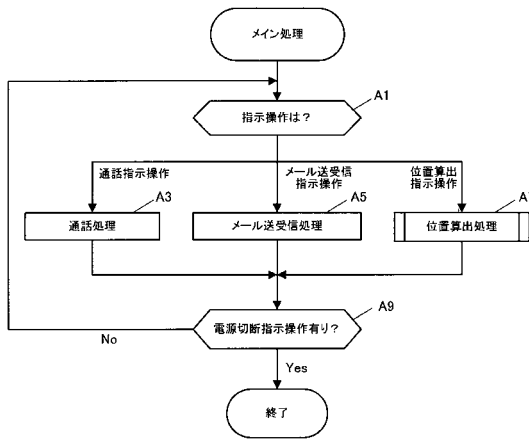 メイン処理
A1
指示操作は？
通話指示操作
メール送受信
指示操作
位置算出
指示操作
A3
A5
通話処理
メール送受信処理
位置算出処理
A9
電源切断指示操作有り？
No
Yes
終了